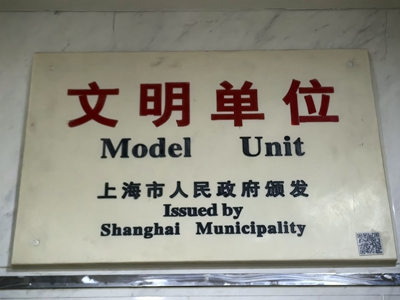 文明单位
Model Unit
上海市人民政府颁发
Issued by
Shanghai Municipality